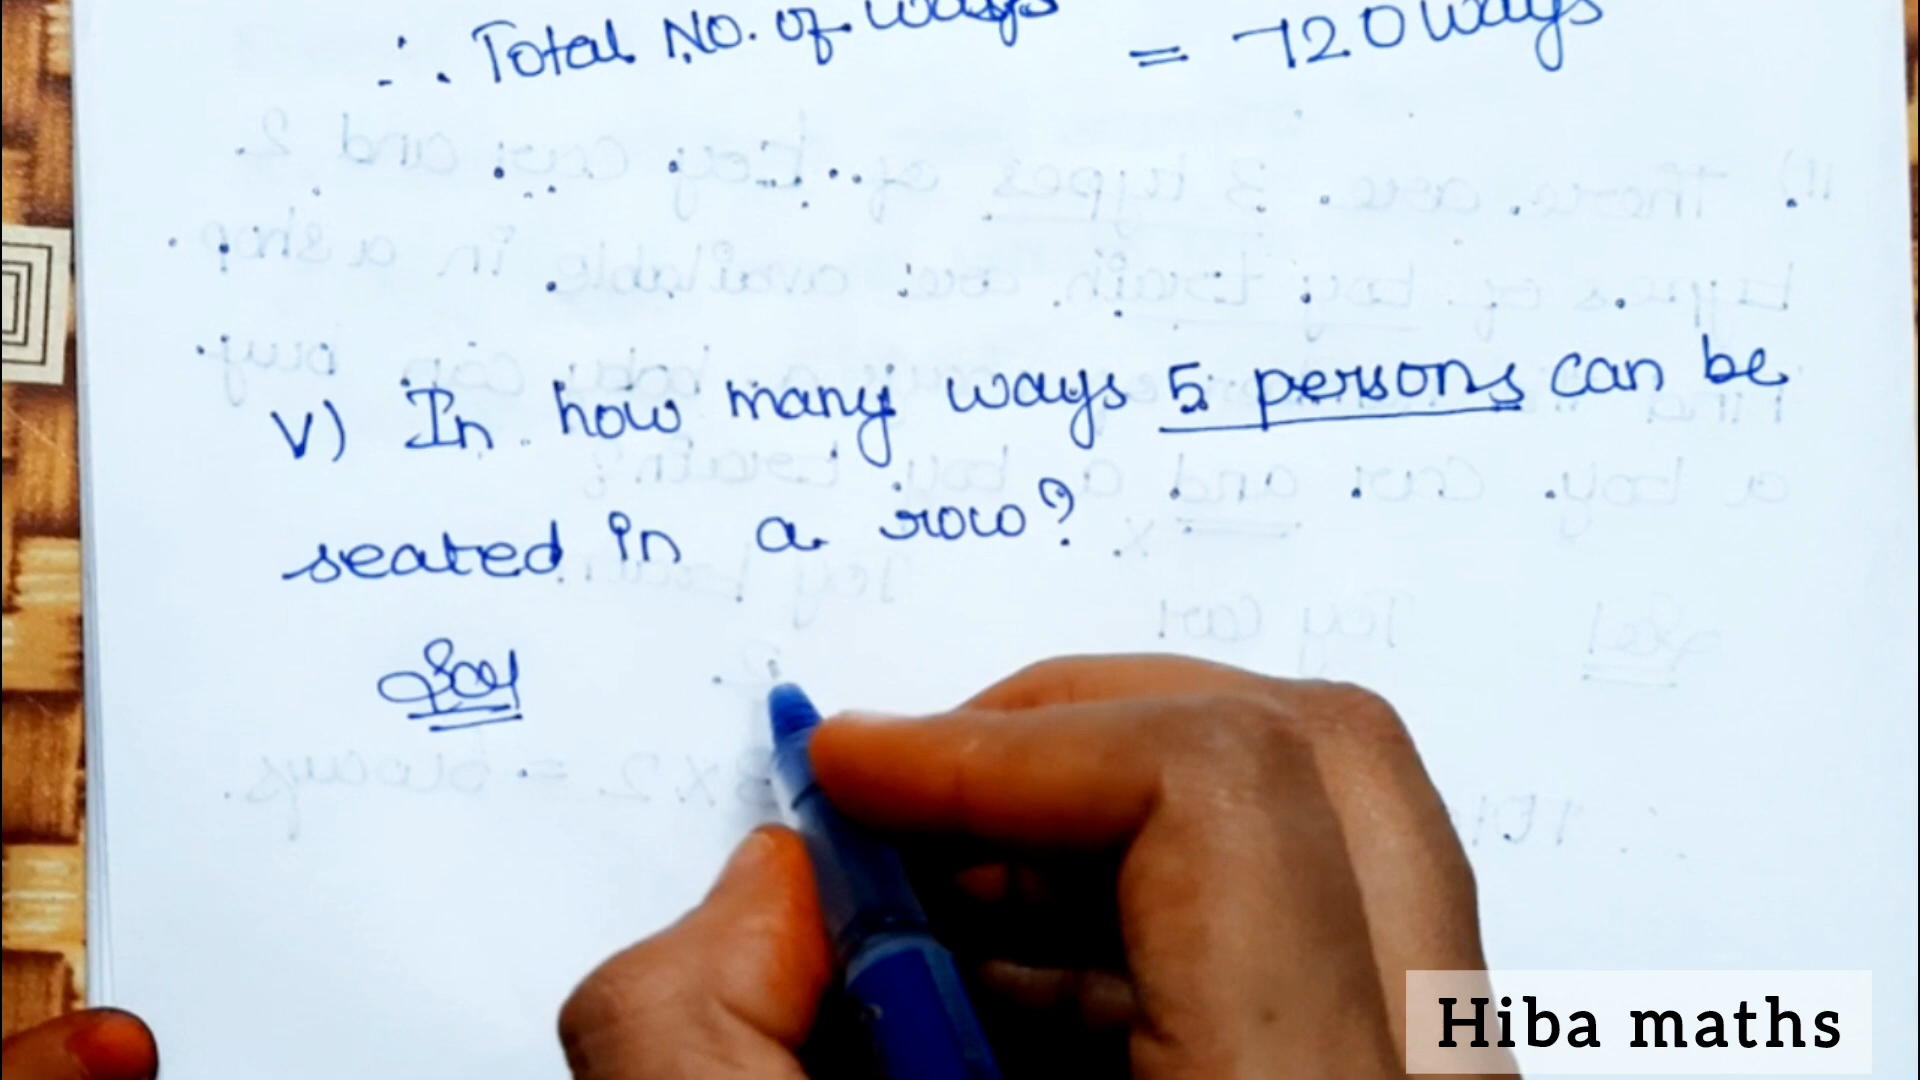 ∴ Total No. of ways = 720 ways
V) In how many ways 5 persons can be
seated in a row?
Sol
Hiba maths